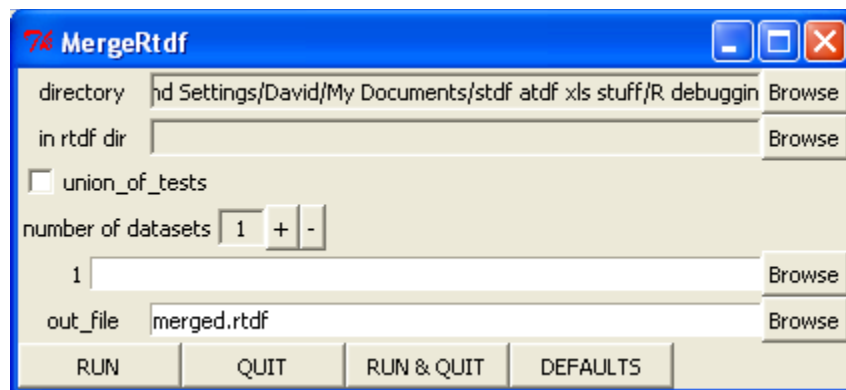 MergeRtdf
directory nd Settings/David/My Documents/stdf atdf xls stuff/R debuggin Browse
in rtdf dir Browse
union_of_tests
number of datasets 1 + -
1 Browse
out_file merged.rtdf Browse
RUN QUIT RUN & QUIT DEFAULTS